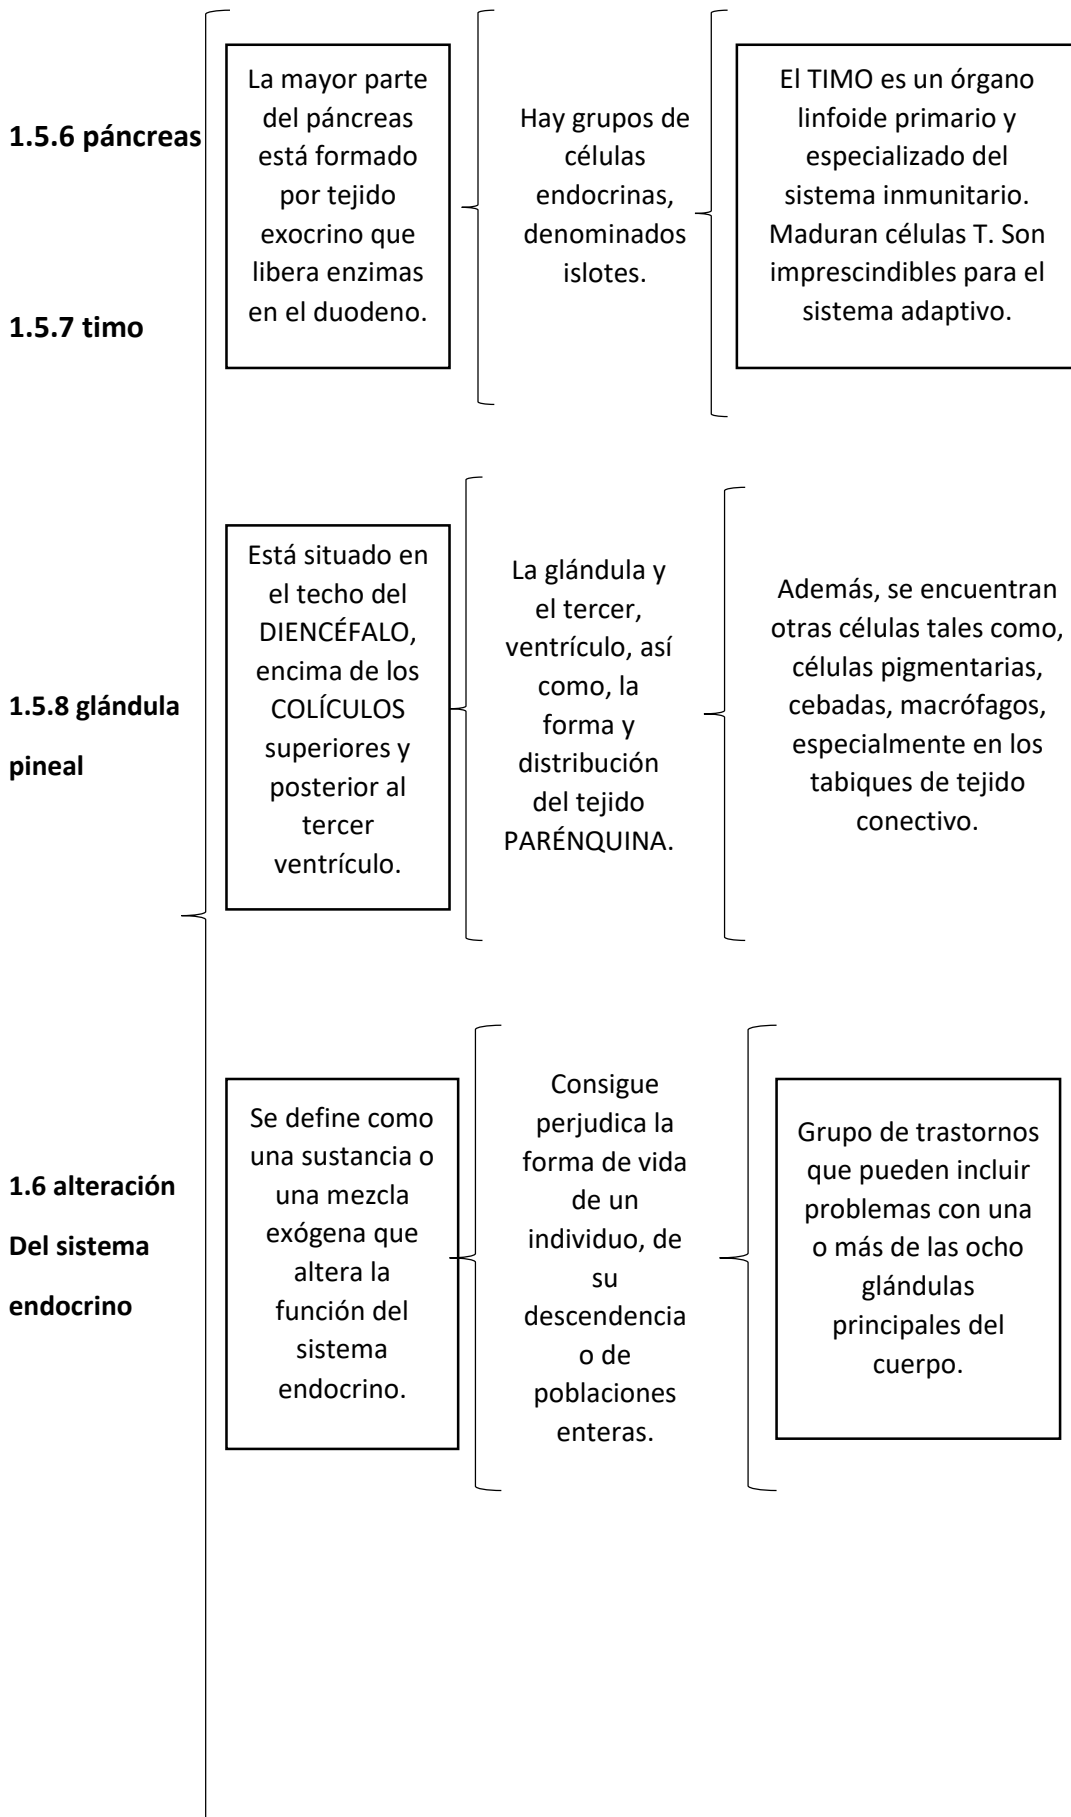 1.5.6 páncreas
1.5.7 timo
La mayor parte
del páncreas
está formado
por tejido
exocrino que
libera enzimas
en el duodeno.
Hay grupos de
células
endocrinas,
denominados
islotes.
El TIMO es un órgano
linfoide primario y
especializado del
sistema inmunitario.
Maduran células T. Son
imprescindibles para el
sistema adaptivo.
1.5.8 glándula
pineal
Está situado en
el techo del
DIENCÉFALO,
encima de los
COLÍCULOS
superiores y
posterior al
tercer
ventrículo.
La glándula y
el tercer,
ventrículo, así
como, la
forma y
distribución
del tejido
PARÉNQUINA.
Además, se encuentran
otras células tales como,
células pigmentarias,
cebadas, macrófagos,
especialmente en los
tabiques de tejido
conectivo.
1.6 alteración
Del sistema
endocrino
Se define como
una sustancia o
una mezcla
exógena que
altera la
función del
sistema
endocrino.
Consigue
perjudica la
forma de vida
de un
individuo, de
su
descendencia
o de
poblaciones
enteras.
Grupo de trastornos
que pueden incluir
problemas con una
o más de las ocho
glándulas
principales del
cuerpo.